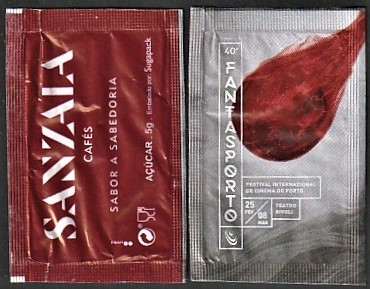 SANZALA
CAFÉS
SABOR A SABEDORIA
AÇÚCAR - 5g Embalado por: Sugapack
40º
FANTASPORTO
FESTIVAL INTERNACIONAL
DE CINEMA DO PORTO
25
FEV
08
MAR
TEATRO
RIVOLI